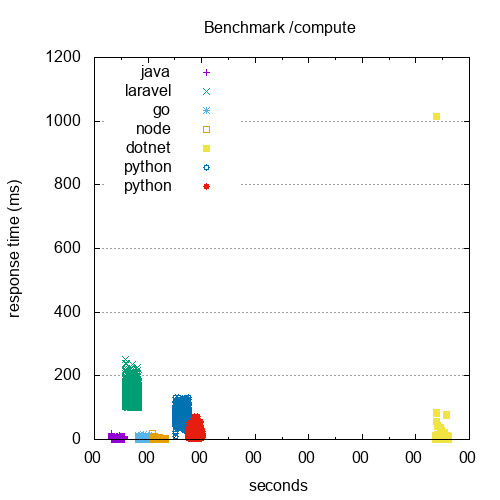 Benchmark /compute
1200
1000
800
600
400
200
0
response time (ms)
java
laravel
go
node
dotnet
python
python
00 00 00 00 00 00 00 00
seconds